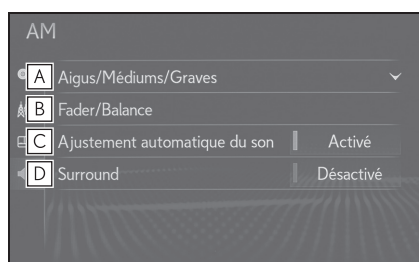 AM
A Aigus/Médiums/Graves
B Fader/Balance
C Ajustement automatique du son Activé
D Surround Désactivé